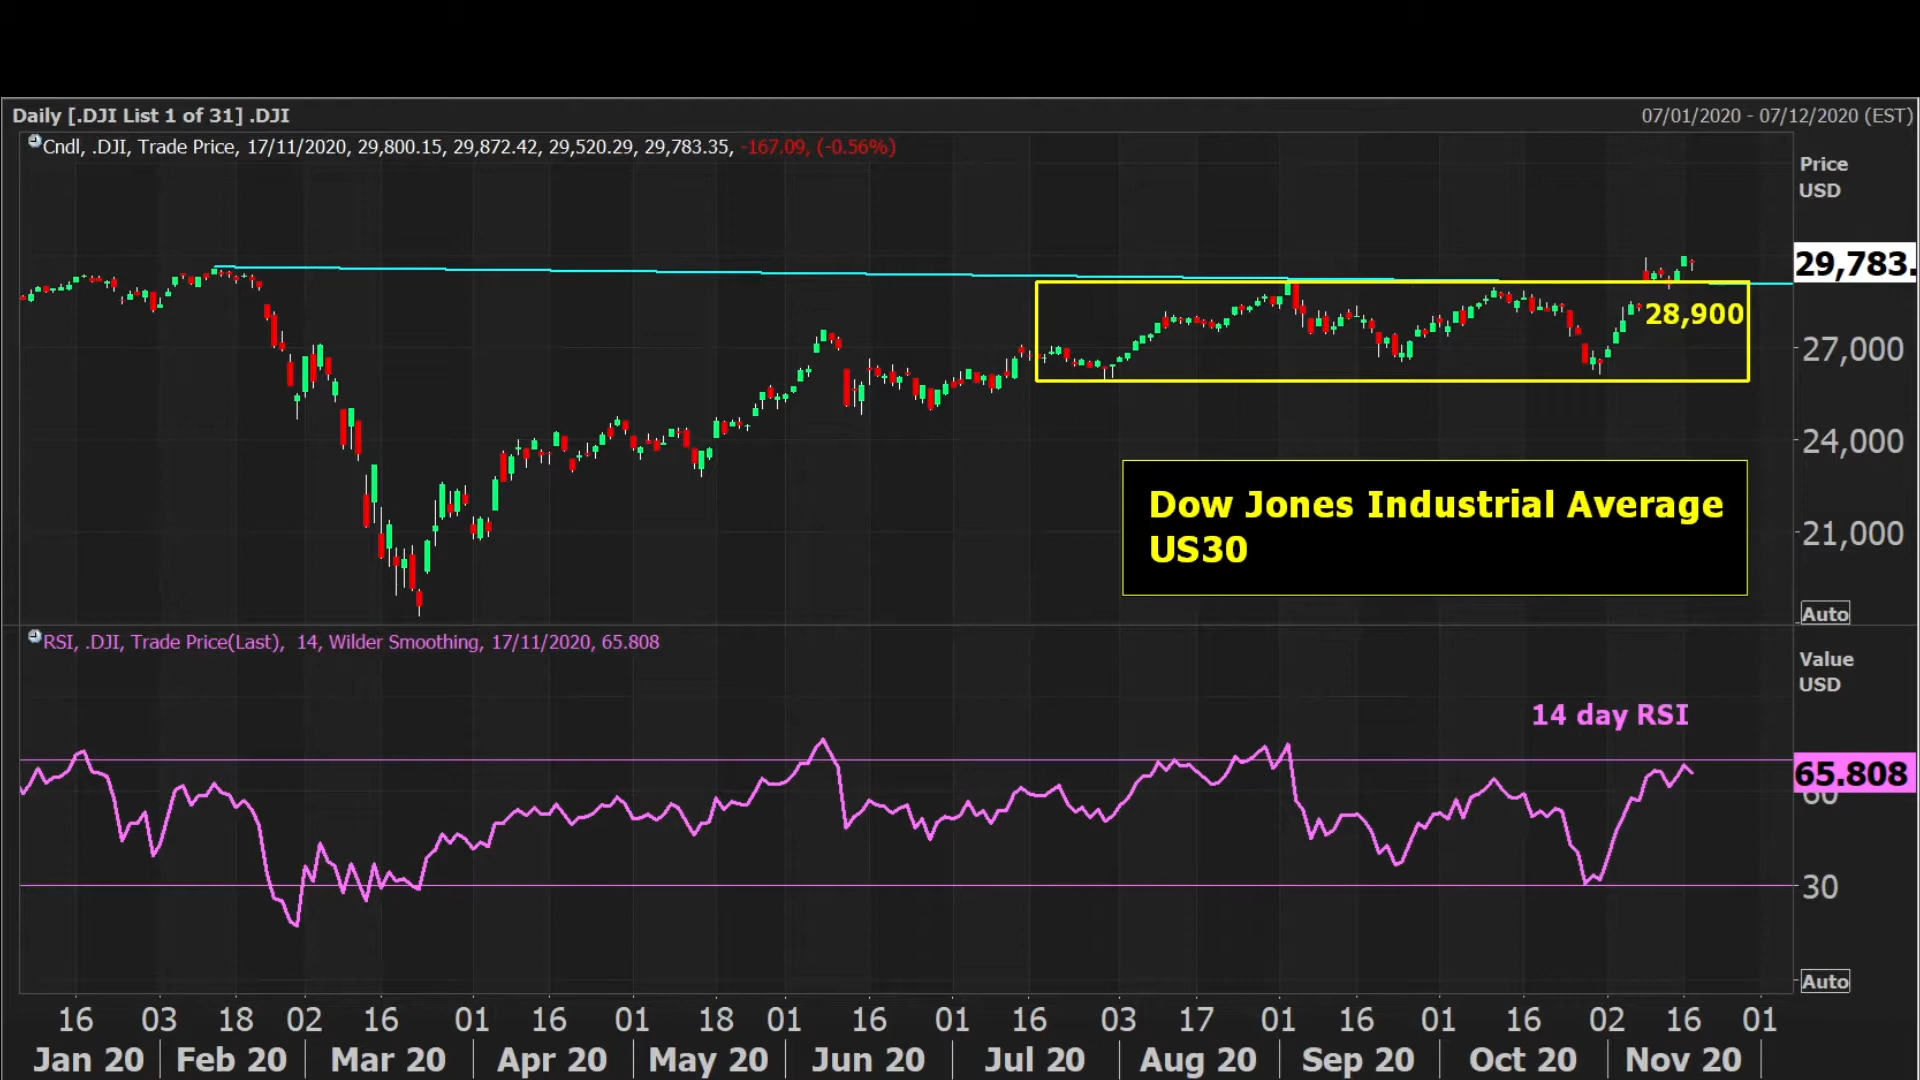 Daily [.DJI List 1 of 31] .DJI
07/01/2020 - 07/12/2020 (EST)
Cndl, .DJI, Trade Price, 17/11/2020, 29,800.15, 29,872.42, 29,520.29, 29,783.35, -167.09, (-0.56%)
Price
USD
29,783.
28,900
27,000
24,000
Dow Jones Industrial Average
US30
21,000
Auto
RSI, .DJI, Trade Price(Last), 14, Wilder Smoothing, 17/11/2020, 65.808
Value
USD
14 day RSI
65.808
60
30
Auto
16 03 18 02 16 01 16 01 18 01 16 01 16 03 17 01 16 01 16 02 16 01
Jan 20 Feb 20 Mar 20 Apr 20 May 20 Jun 20 Jul 20 Aug 20 Sep 20 Oct 20 Nov 20